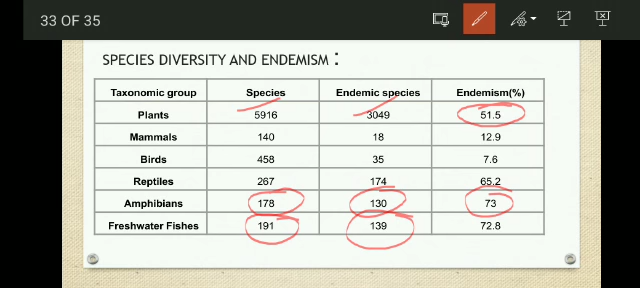 33 OF 35
SPECIES DIVERSITY AND ENDEMISM :
Taxonomic group Species Endemic species Endemism(%)
Plants 5916 3049 51.5
Mammals 140 18 12.9
Birds 458 35 7.6
Reptiles 267 174 65.2
Amphibians 178 130 73
Freshwater Fishes 191 139 72.8